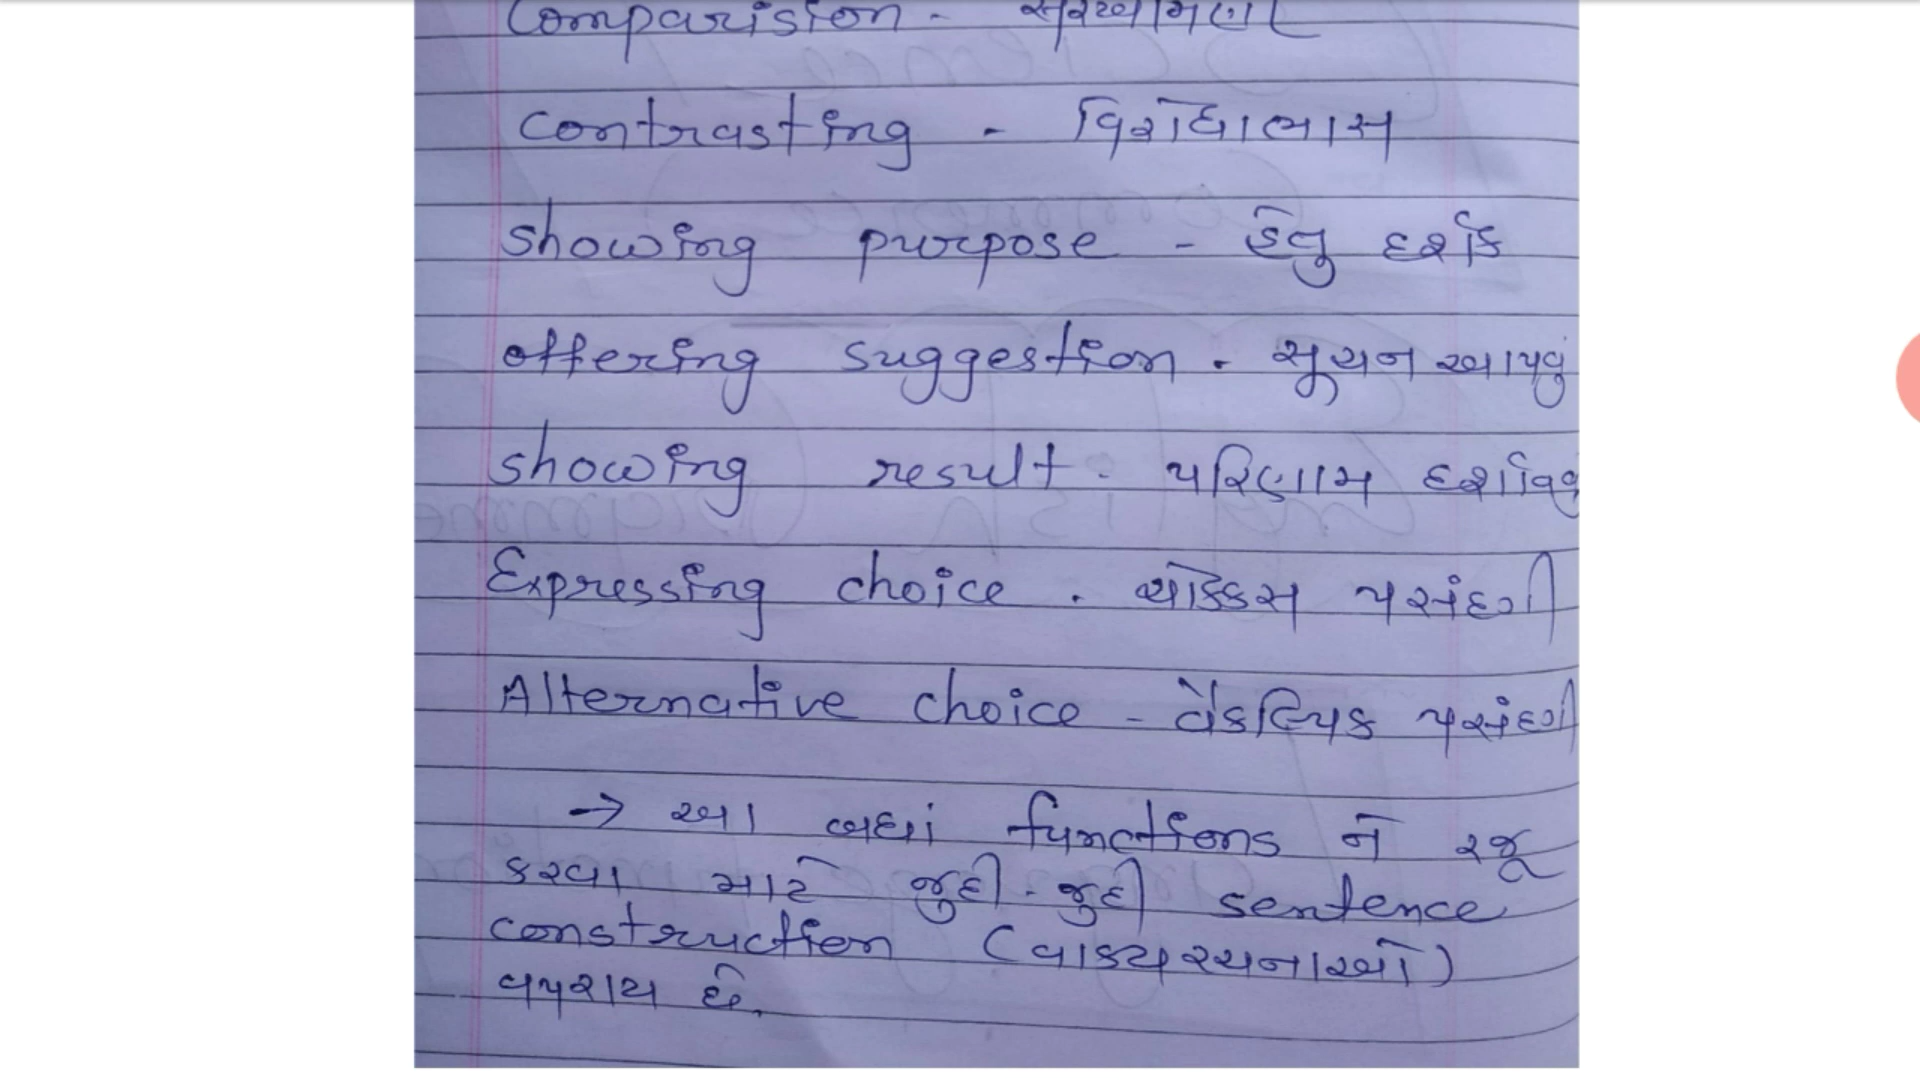 Comparision - સરખામણી
contrasting - વિરોધાભાસ
showing purpose - હેતુ દર્શક
offering suggestion - સૂચન આપવું
showing result - પરિણામ દર્શાવવું
Expressing choice - ચોક્કસ પસંદગી
Alternative choice - વૈકલ્પિક પસંદગી
→ આ બધાં functions ને રજૂ
કરવા માટે જુદી-જુદી sentence
construction (વાક્યરચનાઓ)
વપરાય છે.